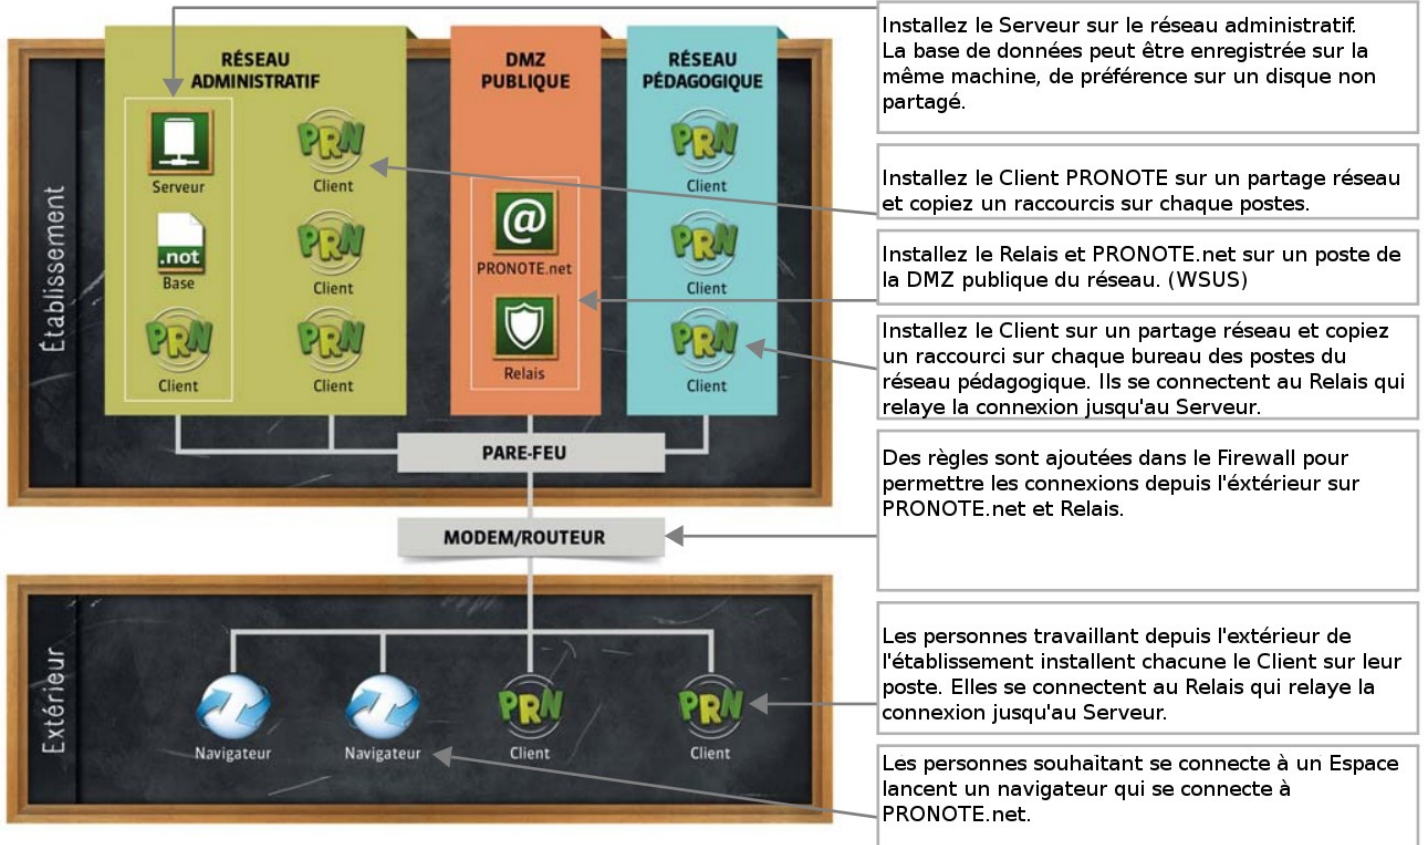 RÉSEAU
ADMINISTRATIF
Serveur
PRN
Client
.not
Base
PRN
Client
PRN
Client
PRN
Client
DMZ
PUBLIQUE
@
PRONOTE.net
Relais
RÉSEAU
PÉDAGOGIQUE
PRN
Client
PRN
Client
PRN
Client
Établissement
PARE-FEU
MODEM/ROUTEUR
Extérieur
Navigateur
Navigateur
PRN
Client
PRN
Client
Installez le Serveur sur le réseau administratif.
La base de données peut être enregistrée sur la
même machine, de préférence sur un disque non
partagé.
Installez le Client PRONOTE sur un partage réseau
et copiez un raccourcis sur chaque postes.
Installez le Relais et PRONOTE.net sur un poste de
la DMZ publique du réseau. (WSUS)
Installez le Client sur un partage réseau et copiez
un raccourci sur chaque bureau des postes du
réseau pédagogique. Ils se connectent au Relais qui
relaye la connexion jusqu'au Serveur.
Des règles sont ajoutées dans le Firewall pour
permettre les connexions depuis l'éxtérieur sur
PRONOTE.net et Relais.
Les personnes travaillant depuis l'extérieur de
l'établissement installent chacune le Client sur leur
poste. Elles se connectent au Relais qui relaye la
connexion jusqu'au Serveur.
Les personnes souhaitant se connecte à un Espace
lancent un navigateur qui se connecte à
PRONOTE.net.